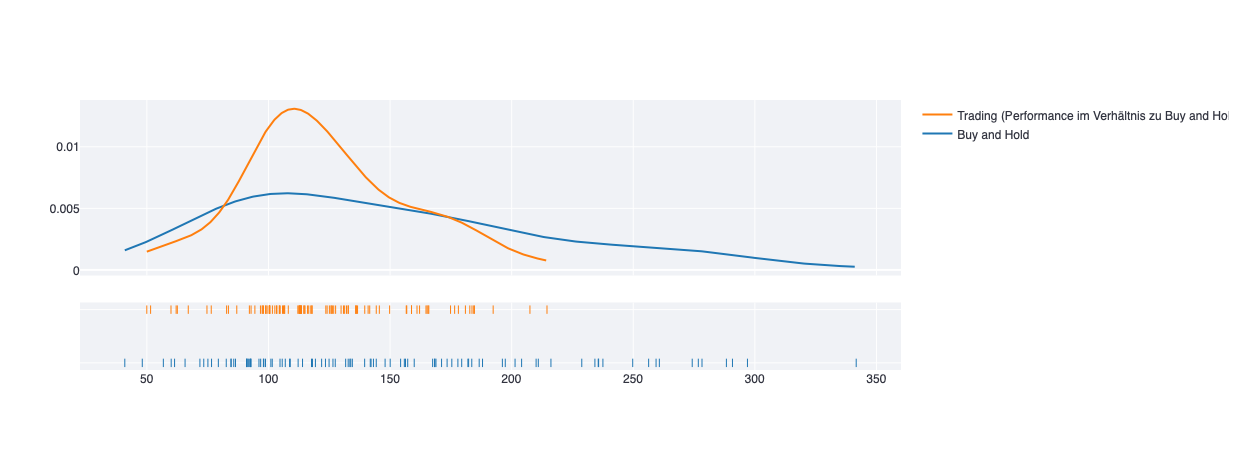 Trading (Performance im Verhältnis zu Buy and Hol
Buy and Hold
0.01
0.005
0
50 100 150 200 250 300 350